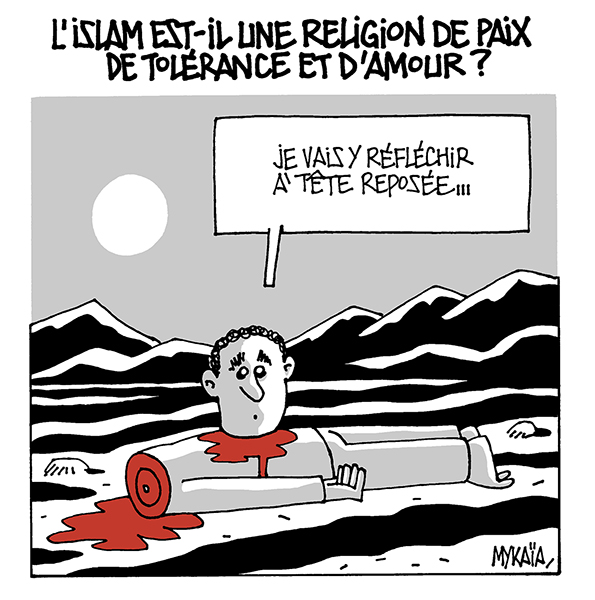 L'ISLAM EST-IL UNE RELIGION DE PAIX
DE TOLÉRANCE ET D'AMOUR ?
JE VAIS Y RÉFLÉCHIR
A' TÊTE REPOSÉE...
MYKAÏA,